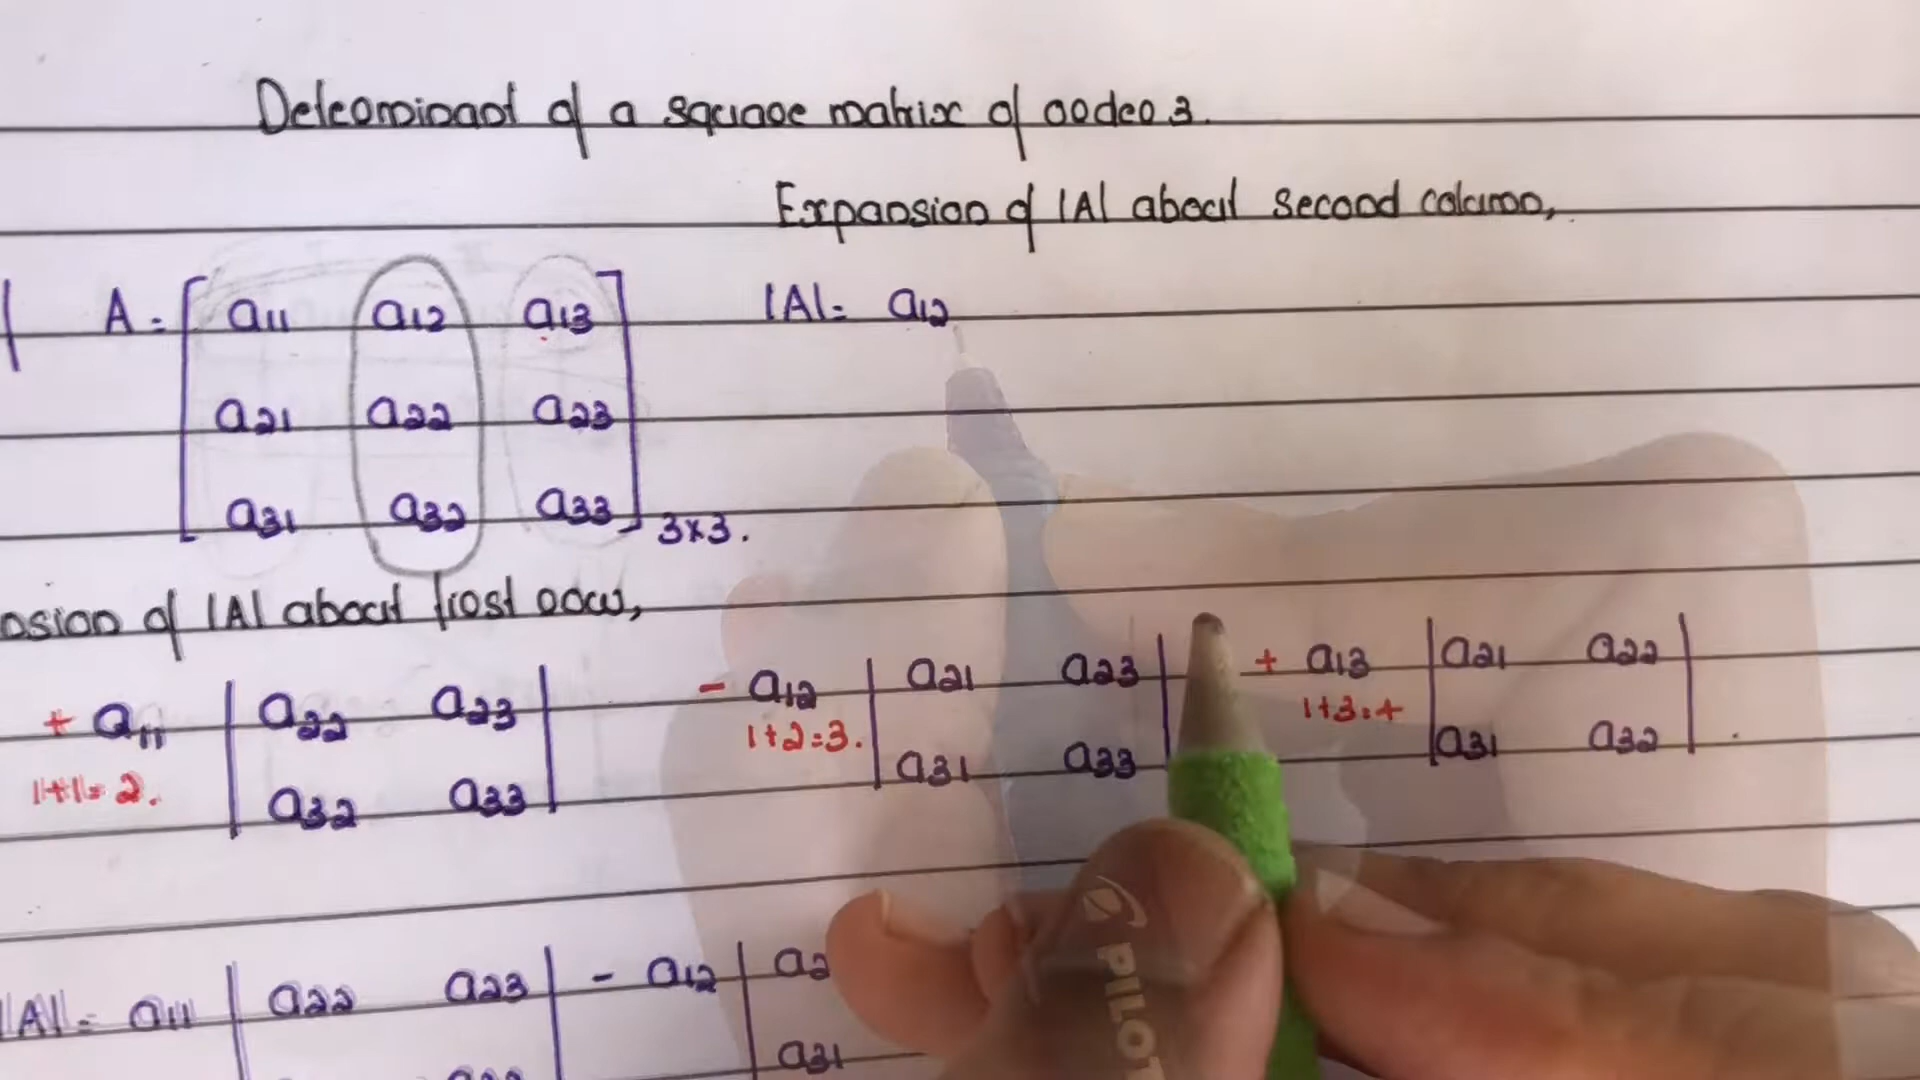 Determinant of a square matrix of order 3.
Expansion of |A| about second column,
A = [ a11 a12 a13
a21 a22 a23
a31 a32 a33 ] 3×3.
|A| = a12
nsion of |A| about first row,
+ a11 | a22 a23 | - a12 | a21 a23 | + a13 | a21 a22 |
1+1=2. | a32 a33 | 1+2=3. | a31 a33 | 1+3=4 | a31 a32 | .
|A| = a11 | a22 a23 | - a12 | a2
a31
PILOT